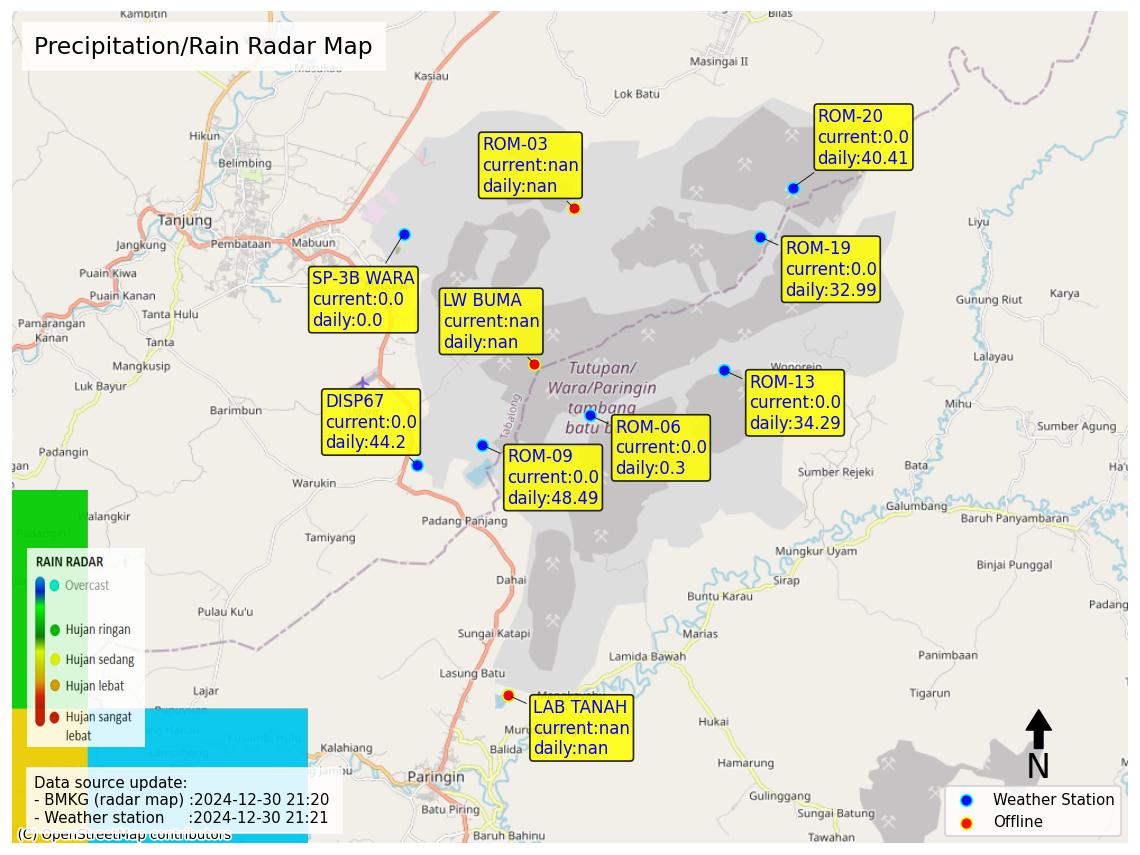 Kambitin
Bilas
Precipitation/Rain Radar Map
Masukau
Kasiau
Masingai II
Lok Batu
Hikun
Belimbing
ROM-03
current:nan
daily:nan
ROM-20
current:0.0
daily:40.41
Tanjung
Jangkung
Pembataan
Mabuun
Liyu
Puain Kiwa
Puain Kanan
SP-3B WARA
current:0.0
daily:0.0
ROM-19
current:0.0
daily:32.99
LW BUMA
current:nan
daily:nan
Gunung Riut
Karya
Tanta Hulu
Pamarangan
Kanan
Tanta
Mangkusip
Luk Bayur
Lalayau
Tutupan/
Wara/Paringin
tambang
batu b
Wonorejo
ROM-13
current:0.0
daily:34.29
Tabalong
DISP67
current:0.0
daily:44.2
Barimbun
Mihu
Sumber Agung
ROM-06
current:0.0
daily:0.3
ROM-09
current:0.0
daily:48.49
Padangin
gan
Warukin
Sumber Rejeki
Bata
Galumbang
Baruh Panyambaran
Ha
Walangkir
Padangin
Padang Panjang
Tamiyang
Mungkur Uyam
Binjai Punggal
RAIN RADAR
Overcast
Hujan ringan
Hujan sedang
Hujan lebat
Hujan sangat
lebat
Dahai
Sirap
Buntu Karau
Padang
Pulau Ku'u
Sungai Katapi
Marias
Lamida Bawah
Panimbaan
Lasung Batu
Lajar
Tigarun
LAB TANAH
current:nan
daily:nan
Muru
Balida
Hukai
Kalahiang
Paringin
Hamarung
N
Data source update:
- BMKG (radar map) :2024-12-30 21:20
- Weather station :2024-12-30 21:21
(C) OpenStreetMap contributors
Batu Piring
Baruh Bahinu
Gulinggang
Sungai Batung
Tawahan
Weather Station
Offline